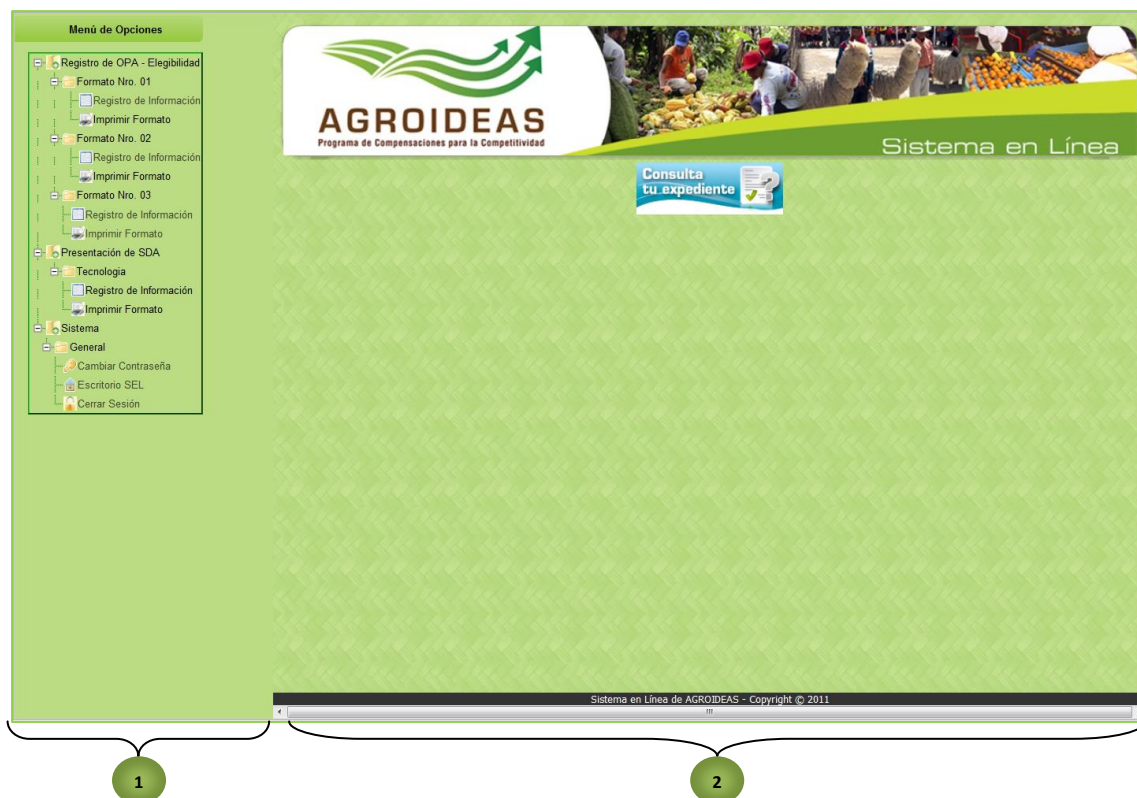 Menú de Opciones
Registro de OPA - Elegibilidad
Formato Nro. 01
Registro de Información
Imprimir Formato
Formato Nro. 02
Registro de Información
Imprimir Formato
Formato Nro. 03
Registro de Información
Imprimir Formato
Presentación de SDA
Tecnologia
Registro de Información
Imprimir Formato
Sistema
General
Cambiar Contraseña
Escritorio SEL
Cerrar Sesión
AGROIDEAS
Programa de Compensaciones para la Competitividad
Sistema en Línea
Consulta
tu expediente
Sistema en Línea de AGROIDEAS - Copyright © 2011
1
2